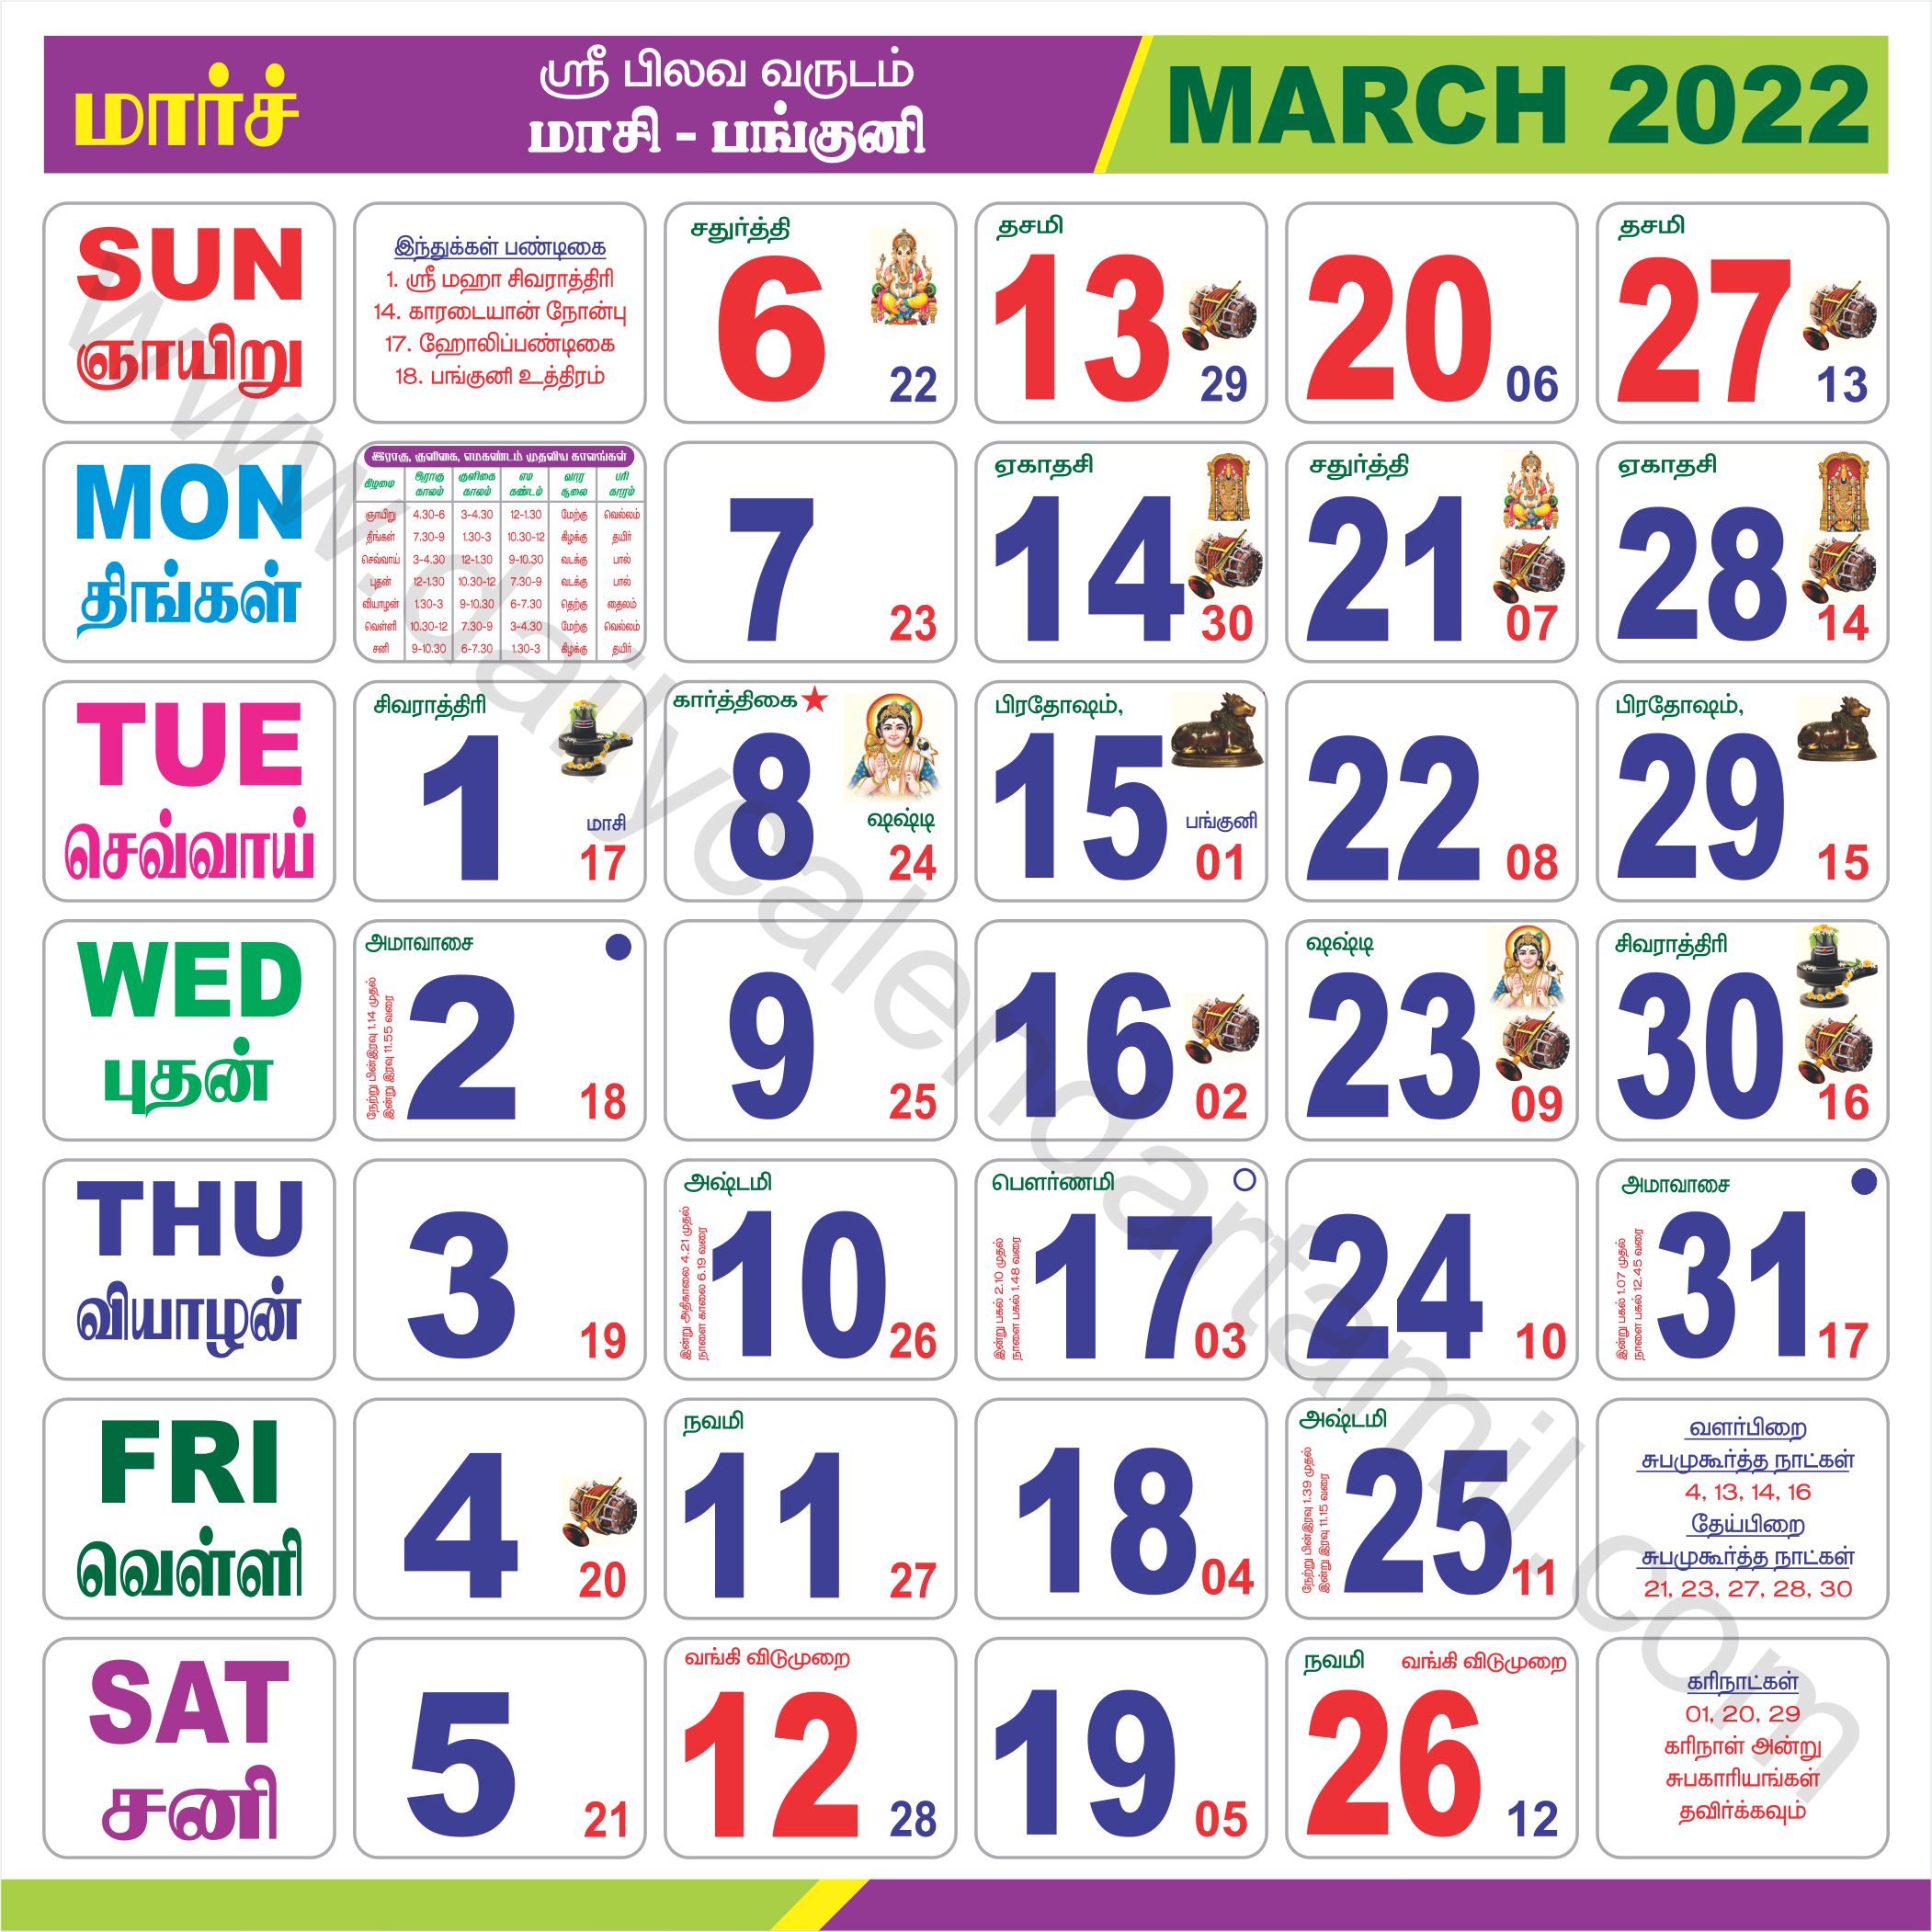 மார்ச்
ஸ்ரீ பிலவ வருடம்
மாசி - பங்குனி
MARCH 2022
SUN
ஞாயிறு
இந்துக்கள் பண்டிகை
1. ஸ்ரீ மஹா சிவராத்திரி
14. காரடையான் நோன்பு
17. ஹோலிப்பண்டிகை
18. பங்குனி உத்திரம்
சதுர்த்தி
6
22
தசமி
13
29
20
06
தசமி
27
13
MON
திங்கள்
இராகு, குளிகை, எமகண்டம் முதலிய காலங்கள்
கிழமை இராகு காலம் குளிகை காலம் எம கண்டம் வார சூலை பரி காரம்
ஞாயிறு 4.30-6 3-4.30 12-1.30 மேற்கு வெல்லம்
திங்கள் 7.30-9 1.30-3 10.30-12 கிழக்கு தயிர்
செவ்வாய் 3-4.30 12-1.30 9-10.30 வடக்கு பால்
புதன் 12-1.30 10.30-12 7.30-9 வடக்கு பால்
வியாழன் 1.30-3 9-10.30 6-7.30 தெற்கு தைலம்
வெள்ளி 10.30-12 7.30-9 3-4.30 மேற்கு வெல்லம்
சனி 9-10.30 6-7.30 1.30-3 கிழக்கு தயிர்
7
23
ஏகாதசி
14
30
சதுர்த்தி
21
07
ஏகாதசி
28
14
TUE
செவ்வாய்
சிவராத்திரி
1
மாசி
17
கார்த்திகை
8
ஷஷ்டி
24
பிரதோஷம்,
15
பங்குனி
01
22
08
பிரதோஷம்,
29
15
WED
புதன்
அமாவாசை
நேற்று பின்இரவு 1.14 முதல்
இன்று இரவு 11.55 வரை
2
18
9
25
16
02
ஷஷ்டி
23
09
சிவராத்திரி
30
16
THU
வியாழன்
3
19
அஷ்டமி
இன்று அதிகாலை 4.21 முதல்
நாளை காலை 6.19 வரை
10
26
பௌர்ணமி
இன்று பகல் 2.10 முதல்
நாளை பகல் 1.48 வரை
17
03
24
10
அமாவாசை
இன்று பகல் 1.07 முதல்
நாளை பகல் 12.45 வரை
31
17
FRI
வெள்ளி
4
20
நவமி
11
27
18
04
அஷ்டமி
நேற்று பின்இரவு 1.39 முதல்
இன்று இரவு 11.15 வரை
25
11
வளர்பிறை
சுபமுகூர்த்த நாட்கள்
4, 13, 14, 16
தேய்பிறை
சுபமுகூர்த்த நாட்கள்
21, 23, 27, 28, 30
SAT
சனி
5
21
வங்கி விடுமுறை
12
28
19
05
நவமி வங்கி விடுமுறை
26
12
கரிநாட்கள்
01, 20, 29
கரிநாள் அன்று
சுபகாரியங்கள்
தவிர்க்கவும்
www.dailycalendartamil.com